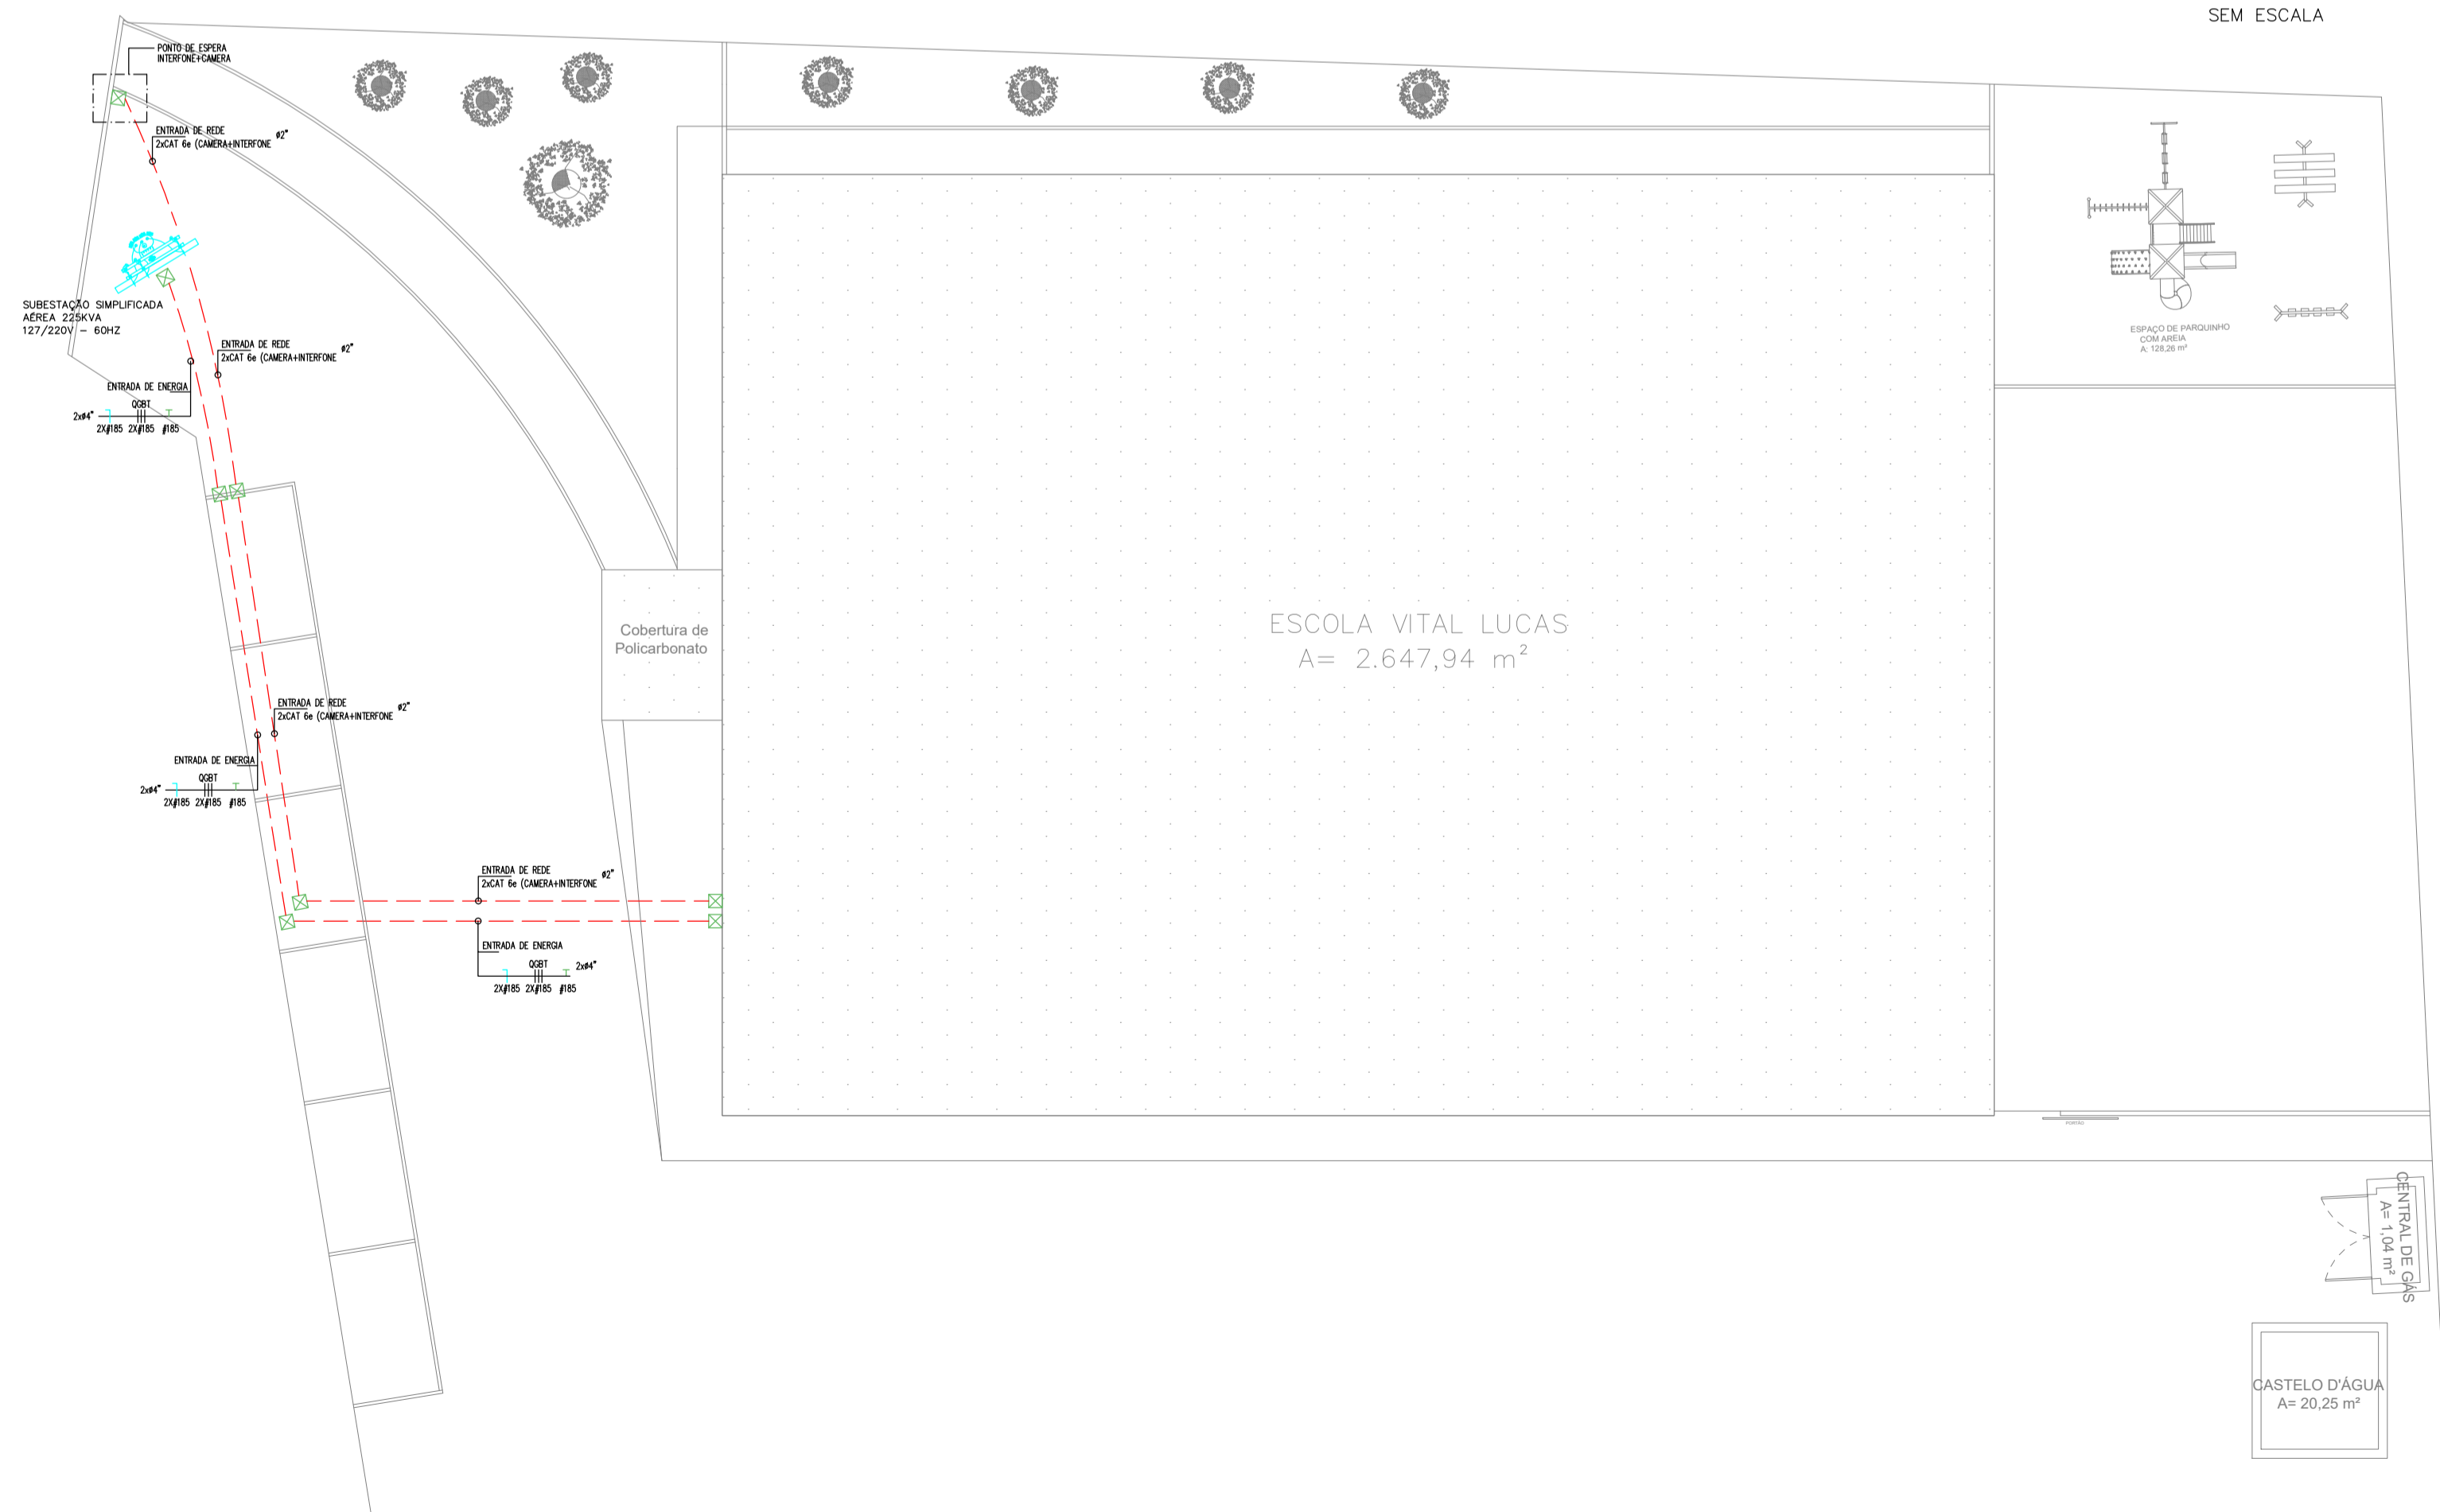 SEM ESCALA
PONTO DE ESPERA
INTERFONE+CAMERA
ENTRADA DE REDE
2xCAT 6e (CAMERA+INTERFONE
ø2"
SUBESTAÇÃO SIMPLIFICADA
AÉREA 225KVA
127/220V - 60HZ
ENTRADA DE REDE
2xCAT 6e (CAMERA+INTERFONE
ø2"
ENTRADA DE ENERGIA
QGBT
2xø4"
2X#185 2X#185 #185
ESPAÇO DE PARQUINHO
COM AREIA
A: 128,26 m²
Cobertura de
Policarbonato
ESCOLA VITAL LUCAS
A= 2.647,94 m²
ENTRADA DE REDE
2xCAT 6e (CAMERA+INTERFONE
ø2"
ENTRADA DE ENERGIA
QGBT
2xø4"
2X#185 2X#185 #185
ENTRADA DE REDE
2xCAT 6e (CAMERA+INTERFONE
ø2"
ENTRADA DE ENERGIA
QGBT
2xø4"
2X#185 2X#185 #185
PORTÃO
CENTRAL DE GÁS
A= 1,04 m²
CASTELO D'ÁGUA
A= 20,25 m²